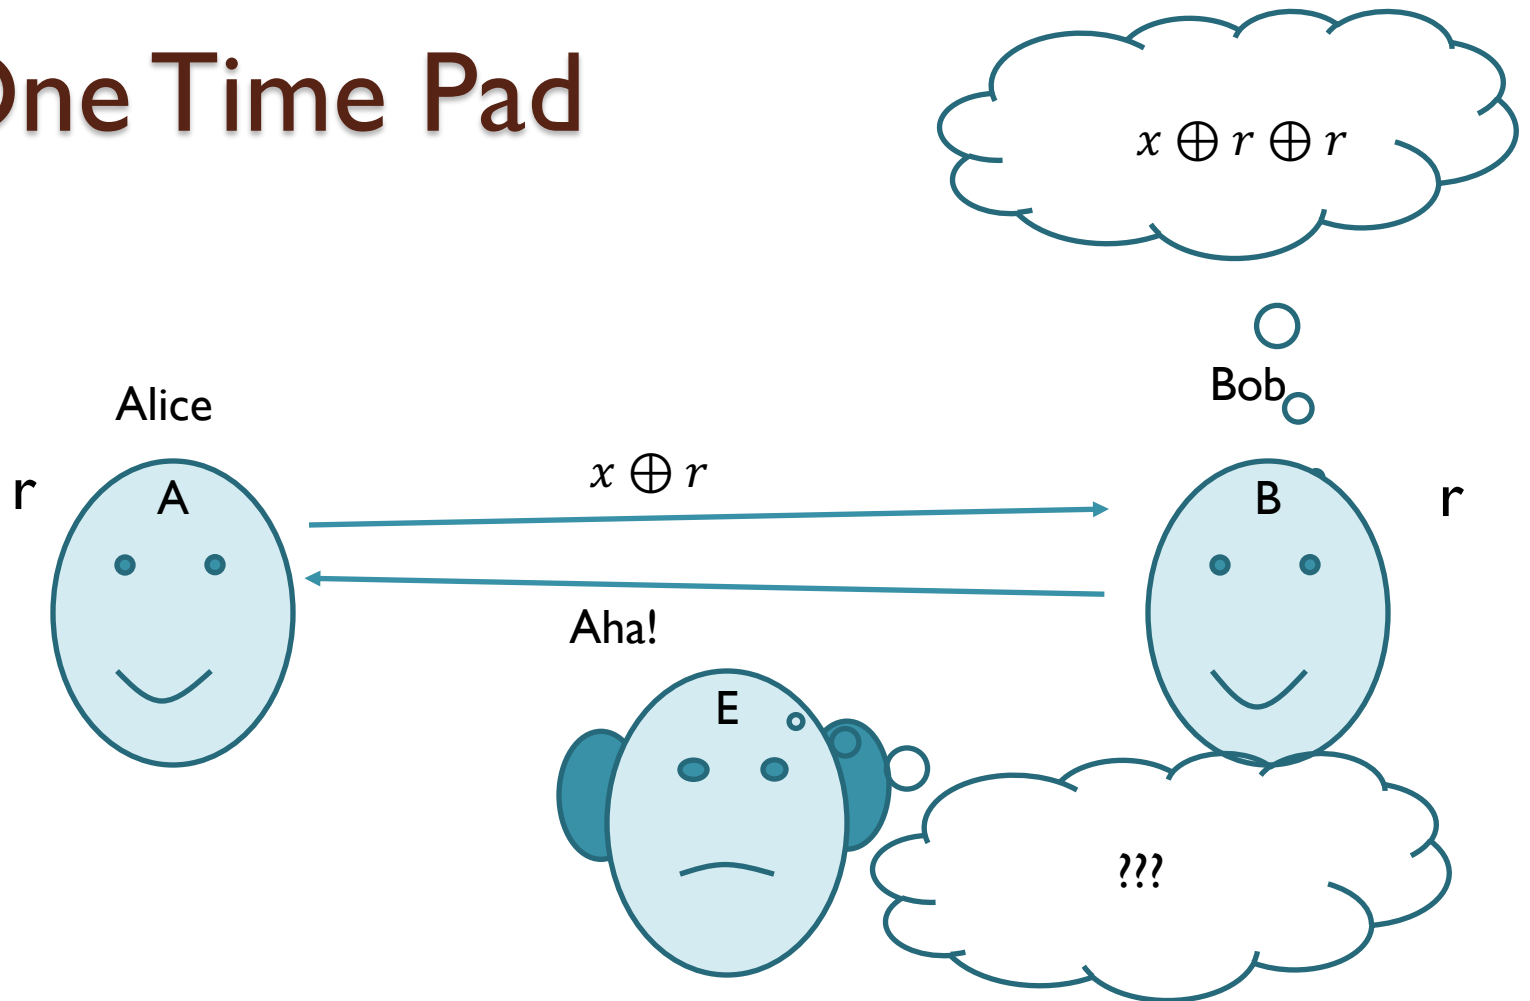 One Time Pad
x ⊕ r ⊕ r
Alice
Bob
r
A
x ⊕ r
B
r
Aha!
E
???